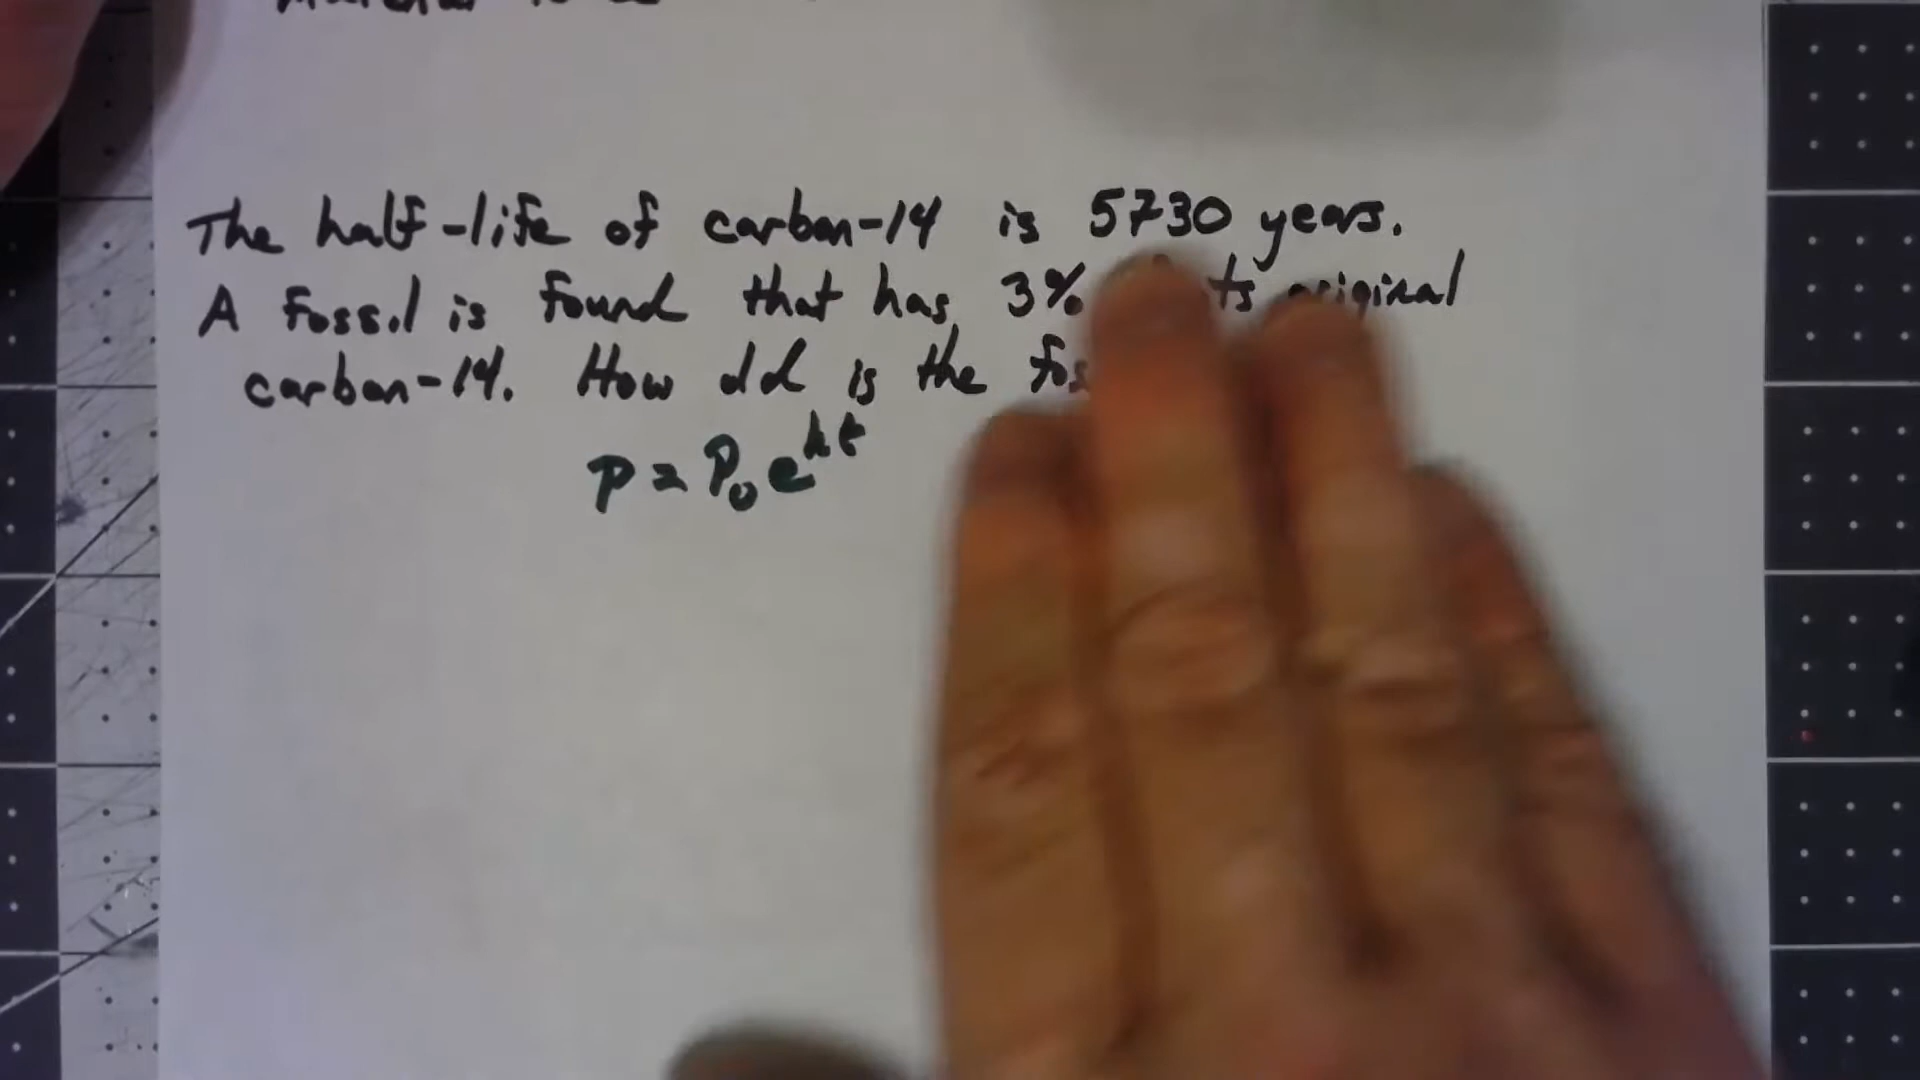 The half-life of carbon-14 is 5730 years.
A fossil is found that has 3% original
carbon-14. How old is the
P = P₀e^kt